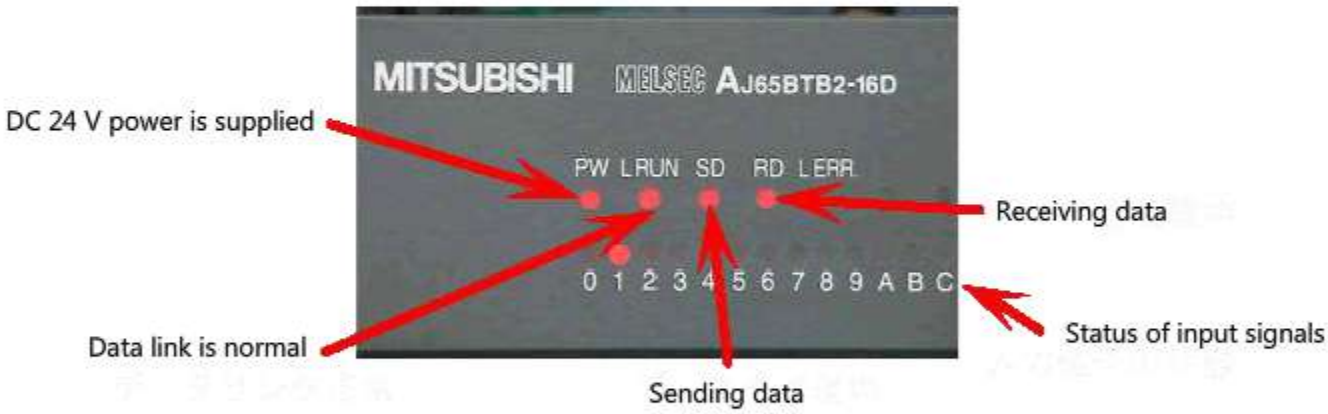 MITSUBISHI MELSEC AJ65BTB2-16D
DC 24 V power is supplied
PW L RUN SD RD L ERR.
Receiving data
0 1 2 3 4 5 6 7 8 9 A B C
Status of input signals
Data link is normal
Sending data